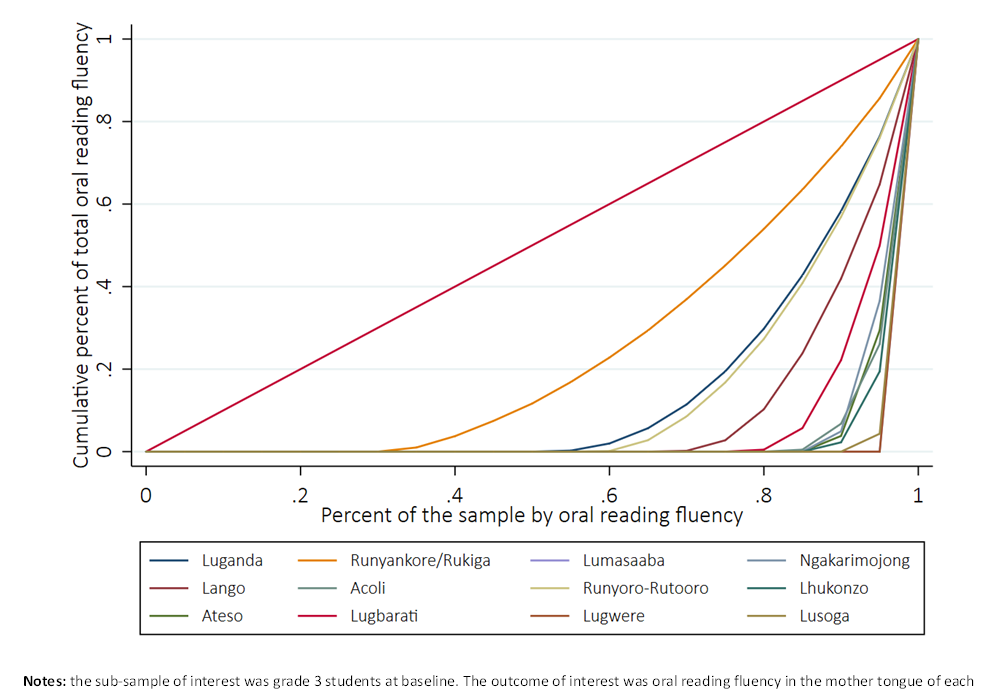 Cumulative percent of total oral reading fluency
1
.8
.6
.4
.2
0
0 .2 .4 .6 .8 1
Percent of the sample by oral reading fluency
Luganda Runyankore/Rukiga Lumasaaba Ngakarimojong
Lango Acoli Runyoro-Rutooro Lhukonzo
Ateso Lugbarati Lugwere Lusoga
Notes: the sub-sample of interest was grade 3 students at baseline. The outcome of interest was oral reading fluency in the mother tongue of each